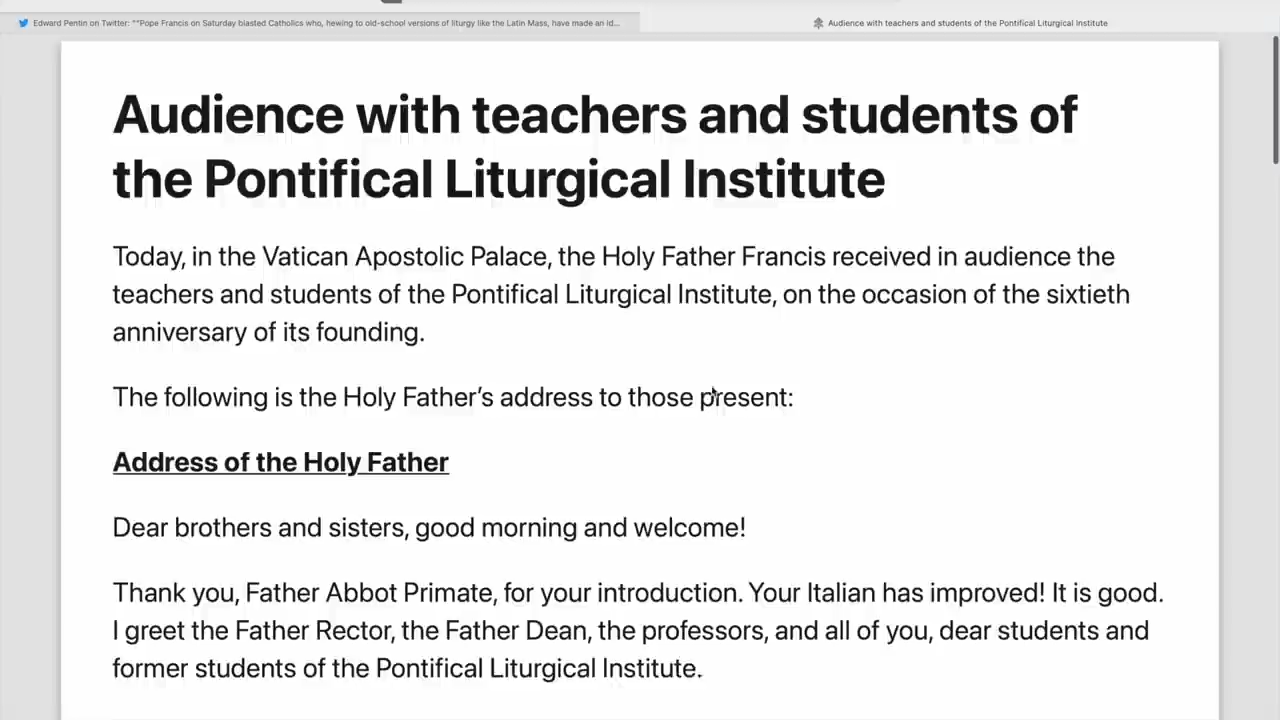 Edward Pentin on Twitter: "“Pope Francis on Saturday blasted Catholics who, hewing to old-school versions of liturgy like the Latin Mass, have made an id...
Audience with teachers and students of the Pontifical Liturgical Institute
Audience with teachers and students of
the Pontifical Liturgical Institute
Today, in the Vatican Apostolic Palace, the Holy Father Francis received in audience the
teachers and students of the Pontifical Liturgical Institute, on the occasion of the sixtieth
anniversary of its founding.
The following is the Holy Father’s address to those present:
Address of the Holy Father
Dear brothers and sisters, good morning and welcome!
Thank you, Father Abbot Primate, for your introduction. Your Italian has improved! It is good.
I greet the Father Rector, the Father Dean, the professors, and all of you, dear students and
former students of the Pontifical Liturgical Institute.